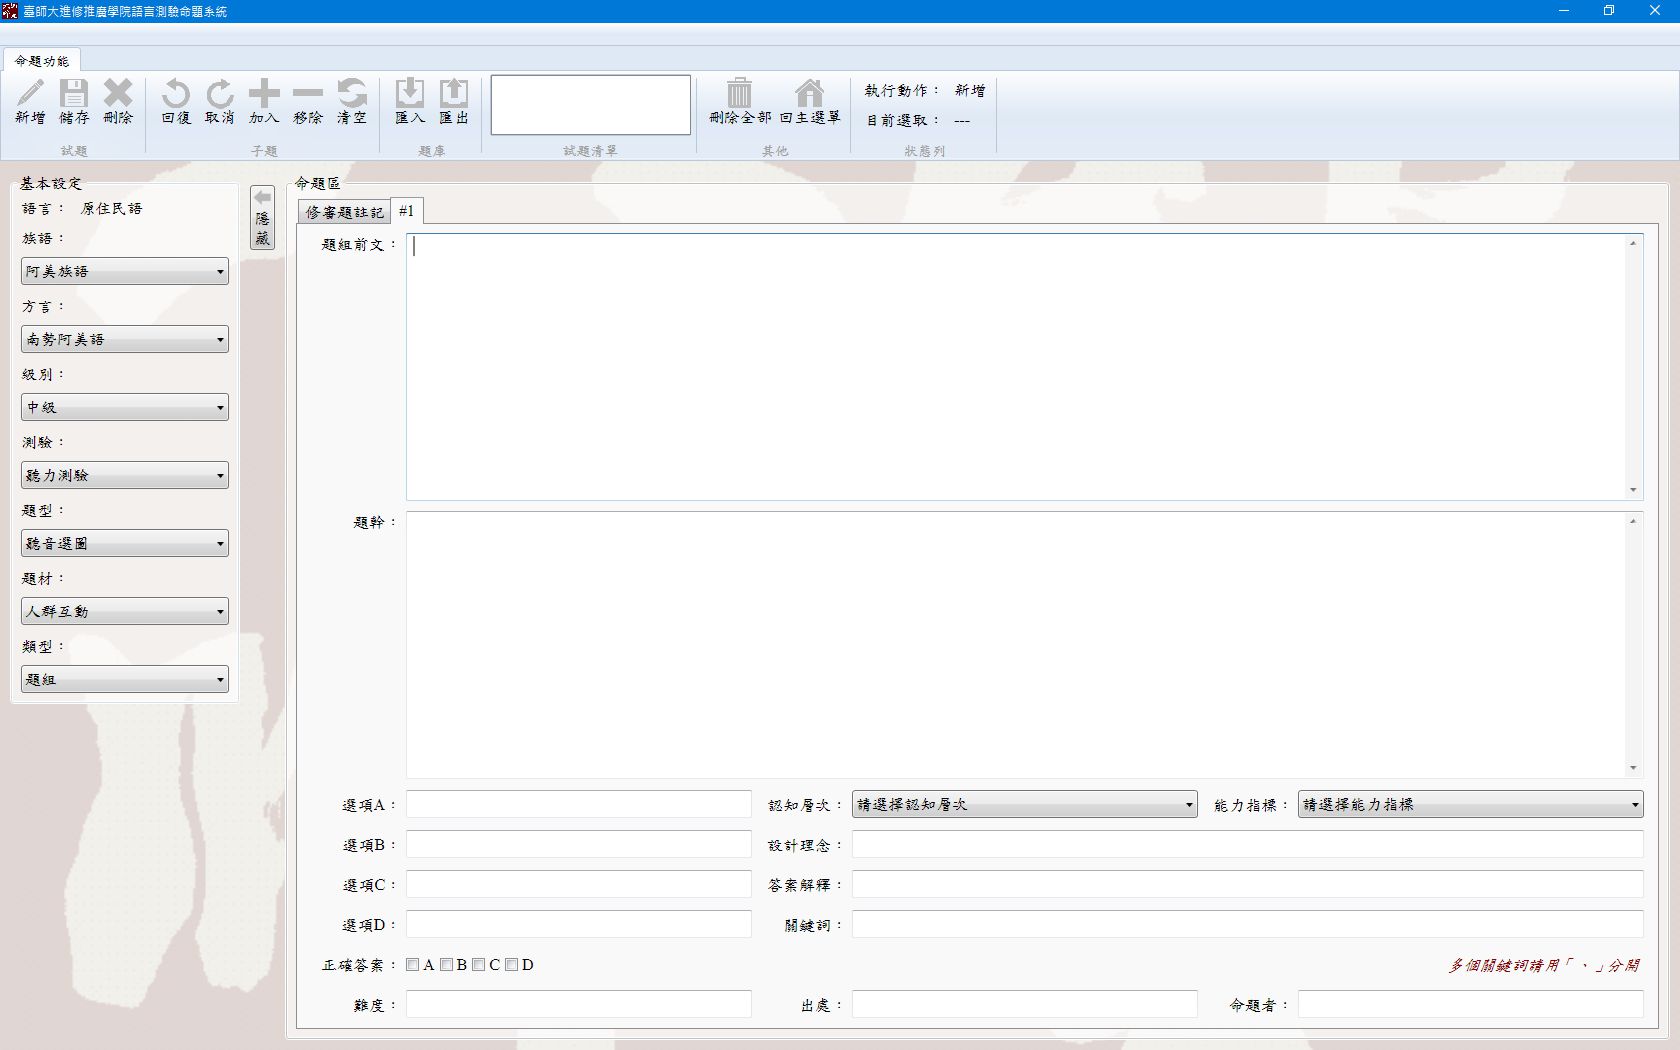 臺師大進修推廣學院語言測驗命題系統
命題功能
新增 儲存 刪除 回復 取消 加入 移除 清空 匯入 匯出 刪除全部 回主選單
執行動作： 新增
目前選取： ---
試題 子題 題庫 試題清單 其他 狀態列
基本設定
語言： 原住民語
族語：
阿美族語
方言：
南勢阿美語
級別：
中級
測驗：
聽力測驗
題型：
聽音選圖
題材：
人群互動
類型：
題組
隱藏
命題區
修審題註記 #1
題組前文：
題幹：
選項A： 認知層次： 請選擇認知層次 能力指標： 請選擇能力指標
選項B： 設計理念：
選項C： 答案解釋：
選項D： 關鍵詞：
正確答案： A B C D 多個關鍵詞請用「、」分開
難度： 出處： 命題者：